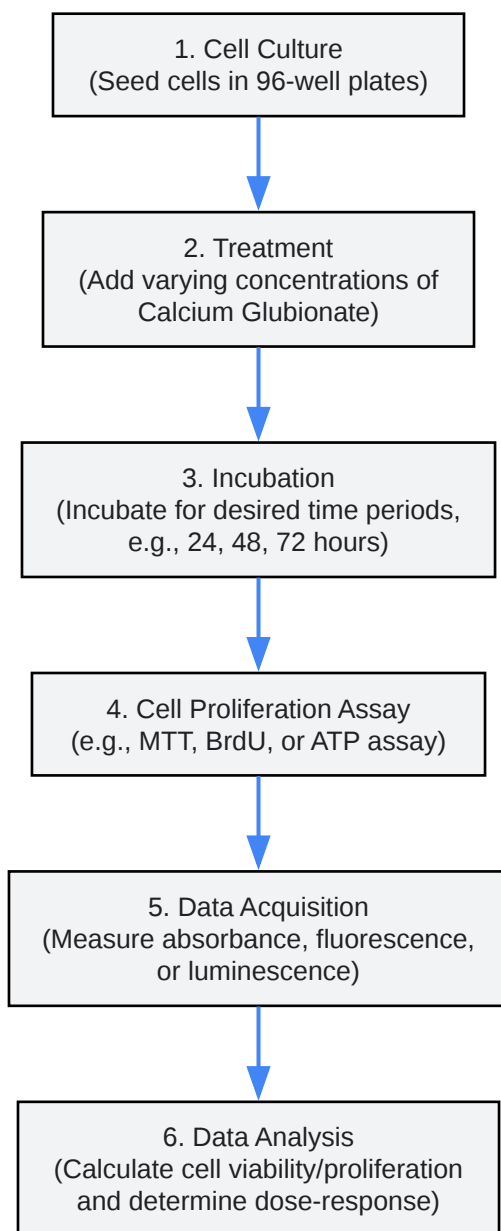 1. Cell Culture
(Seed cells in 96-well plates)
2. Treatment
(Add varying concentrations of
Calcium Glubionate)
3. Incubation
(Incubate for desired time periods,
e.g., 24, 48, 72 hours)
4. Cell Proliferation Assay
(e.g., MTT, BrdU, or ATP assay)
5. Data Acquisition
(Measure absorbance, fluorescence,
or luminescence)
6. Data Analysis
(Calculate cell viability/proliferation
and determine dose-response)